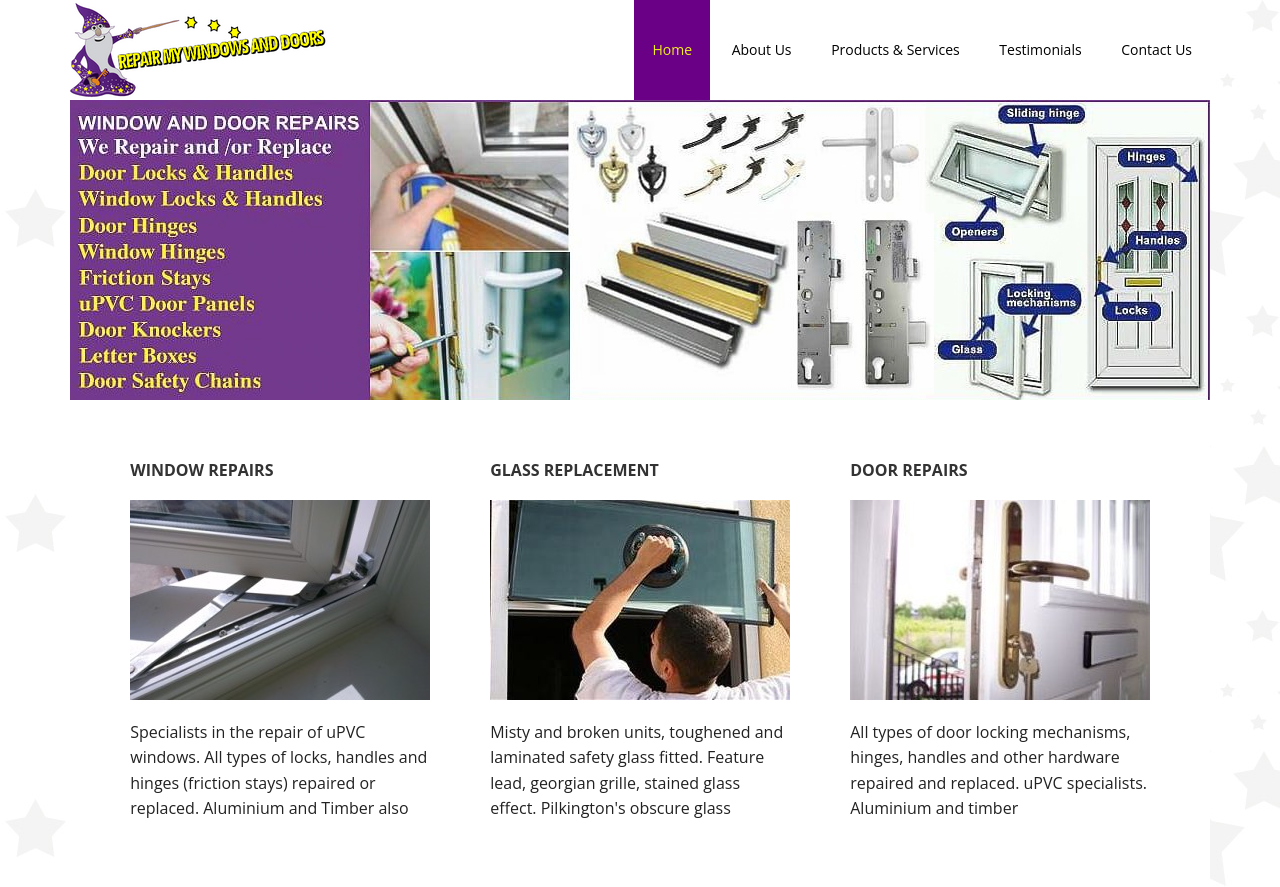 REPAIR MY WINDOWS AND DOORS
Home
About Us
Products & Services
Testimonials
Contact Us
WINDOW AND DOOR REPAIRS
We Repair and /or Replace
Door Locks & Handles
Window Locks & Handles
Door Hinges
Window Hinges
Friction Stays
uPVC Door Panels
Door Knockers
Letter Boxes
Door Safety Chains
Sliding hinge
Openers
Hinges
Handles
Locking
mechanisms
Locks
Glass
WINDOW REPAIRS
Specialists in the repair of uPVC
windows. All types of locks, handles and
hinges (friction stays) repaired or
replaced. Aluminium and Timber also
GLASS REPLACEMENT
Misty and broken units, toughened and
laminated safety glass fitted. Feature
lead, georgian grille, stained glass
effect. Pilkington's obscure glass
DOOR REPAIRS
All types of door locking mechanisms,
hinges, handles and other hardware
repaired and replaced. uPVC specialists.
Aluminium and timber